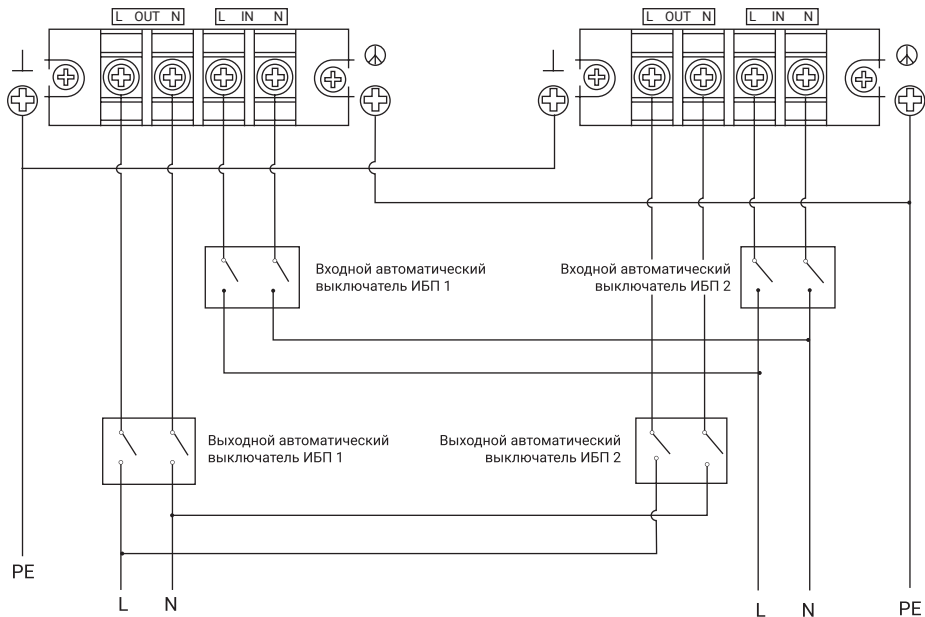 L OUT N
L IN N
L OUT N
L IN N
Входной автоматический
выключатель ИБП 1
Входной автоматический
выключатель ИБП 2
Выходной автоматический
выключатель ИБП 1
Выходной автоматический
выключатель ИБП 2
PE
L
N
L
N
PE